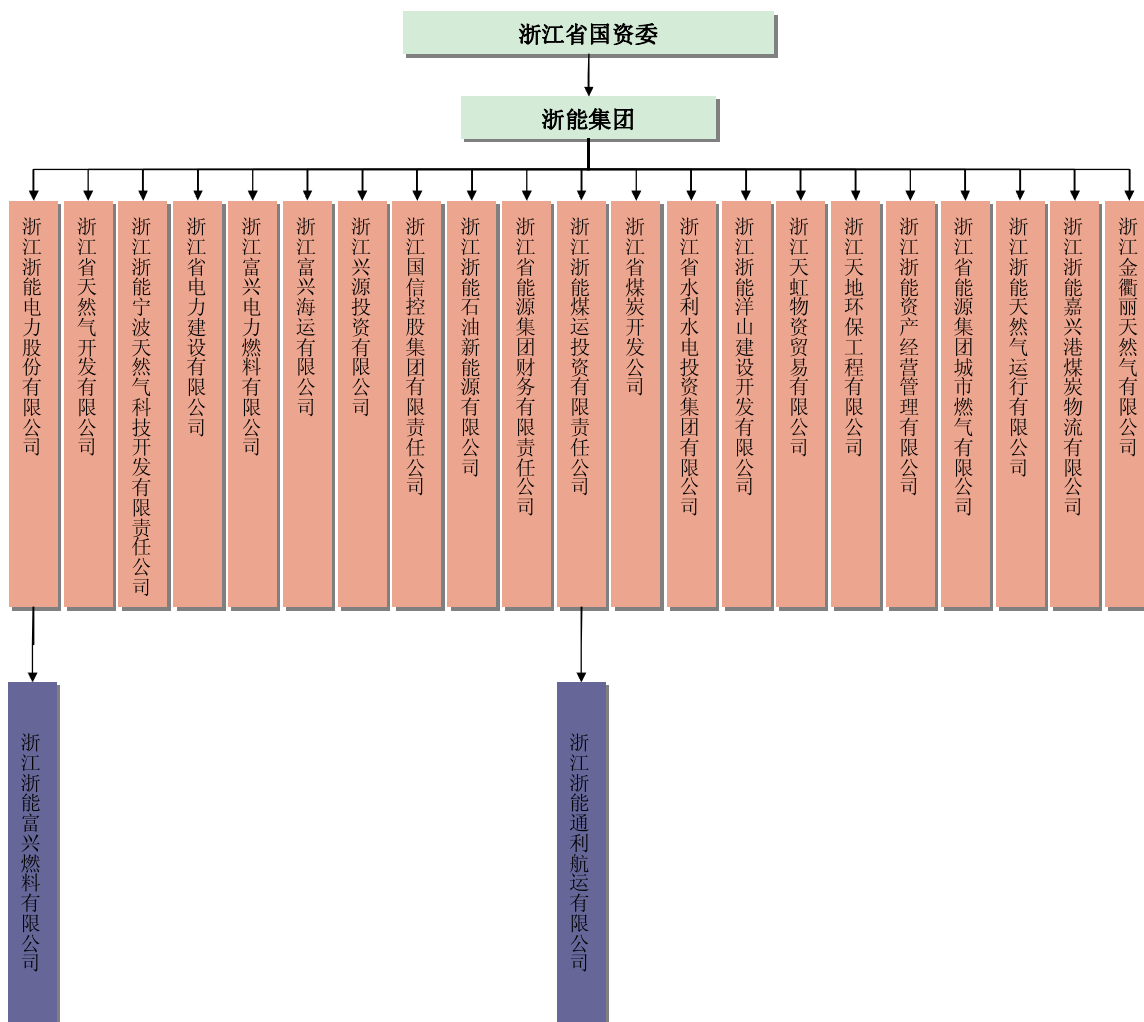 浙江省国资委
浙能集团
浙江浙能电力股份有限公司
浙江省天然气开发有限公司
浙江浙能宁波天然气科技开发有限责任公司
浙江省电力建设有限公司
浙江富兴电力燃料有限公司
浙江富兴海运有限公司
浙江兴源投资有限公司
浙江国信控股集团有限责任公司
浙江浙能石油新能源有限公司
浙江省能源集团财务有限责任公司
浙江浙能煤运投资有限责任公司
浙江省煤炭开发公司
浙江省水利水电投资集团有限公司
浙江浙能洋山建设开发有限公司
浙江天虹物资贸易有限公司
浙江天地环保工程有限公司
浙江浙能资产经营管理有限公司
浙江省能源集团城市燃气有限公司
浙江浙能天然气运行有限公司
浙江浙能嘉兴港煤炭物流有限公司
浙江金衢丽天然气有限公司
浙江浙能富兴燃料有限公司
浙江浙能通利航运有限公司